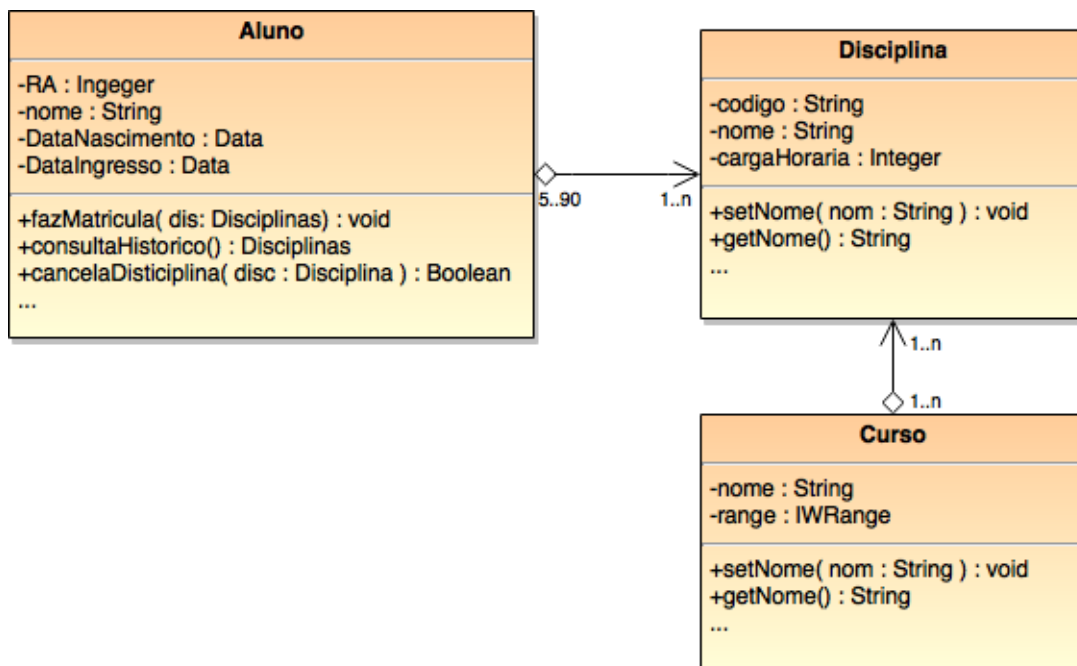 Aluno
-RA : Ingeger
-nome : String
-DataNascimento : Data
-DataIngresso : Data
+fazMatricula( dis: Disciplinas) : void
+consultaHistorico() : Disciplinas
+cancelaDisticiplina( disc : Disciplina ) : Boolean
...
5..90
1..n
Disciplina
-codigo : String
-nome : String
-cargaHoraria : Integer
+setNome( nom : String ) : void
+getNome() : String
...
1..n
1..n
Curso
-nome : String
-range : IWRange
+setNome( nom : String ) : void
+getNome() : String
...